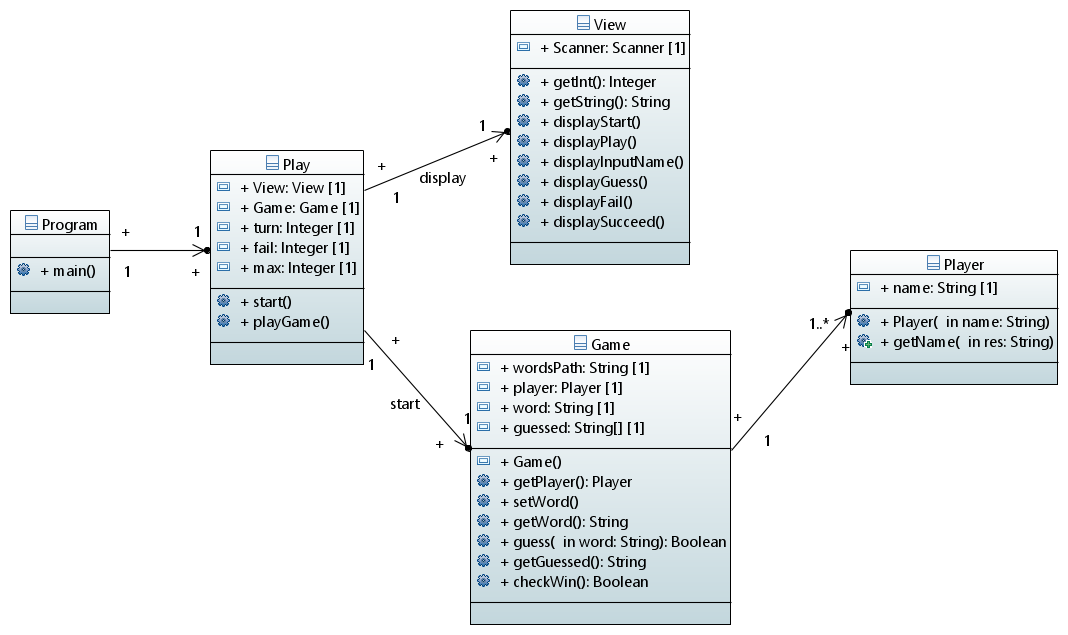 View
+ Scanner: Scanner [1]
+ getInt(): Integer
+ getString(): String
+ displayStart()
+ displayPlay()
+ displayInputName()
+ displayGuess()
+ displayFail()
+ displaySucceed()
Play
+ View: View [1]
+ Game: Game [1]
+ turn: Integer [1]
+ fail: Integer [1]
+ max: Integer [1]
+ start()
+ playGame()
+
1
display
1
+
Program
+ main()
+
1
1
+
+
1
start
1
+
Game
+ wordsPath: String [1]
+ player: Player [1]
+ word: String [1]
+ guessed: String[] [1]
+ Game()
+ getPlayer(): Player
+ setWord()
+ getWord(): String
+ guess(  in word: String): Boolean
+ getGuessed(): String
+ checkWin(): Boolean
+
1
1..*
+
Player
+ name: String [1]
+ Player(  in name: String)
+ getName(  in res: String)